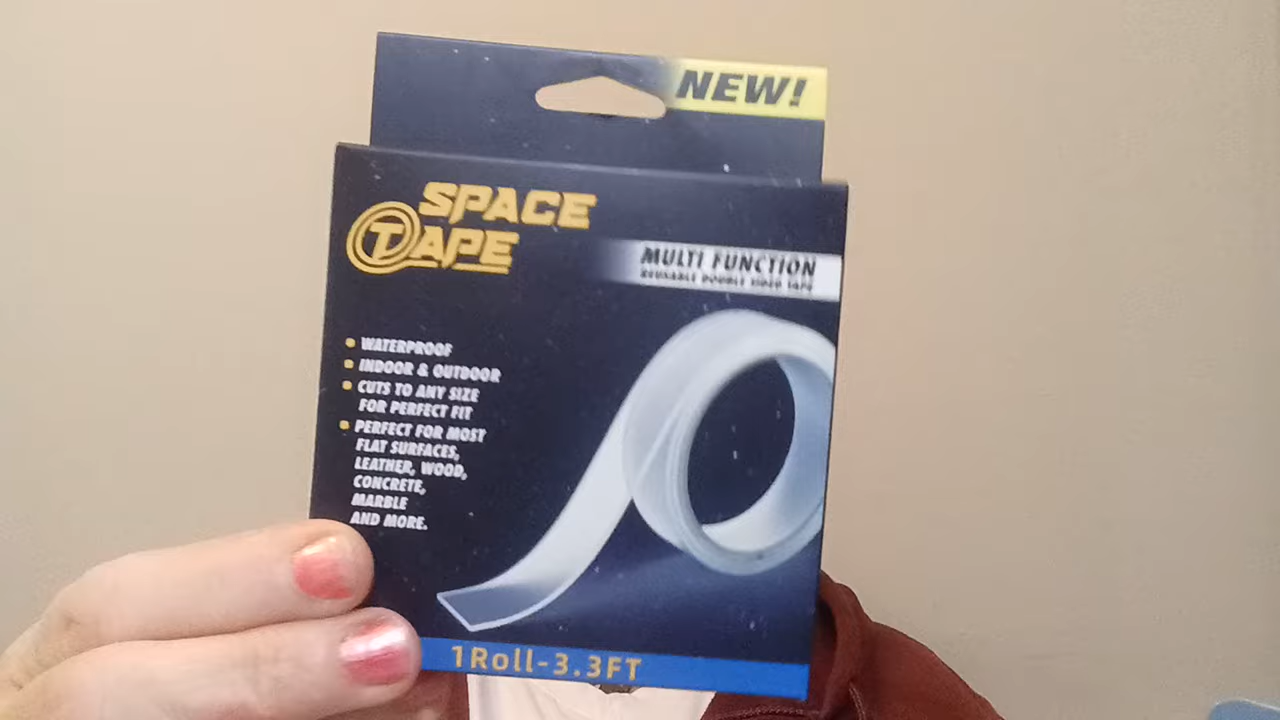 NEW!
SPACE
TAPE
MULTI FUNCTION
REUSABLE DOUBLE SIDED TAPE
WATERPROOF
INDOOR & OUTDOOR
CUTS TO ANY SIZE
FOR PERFECT FIT
PERFECT FOR MOST
FLAT SURFACES,
LEATHER, WOOD,
CONCRETE,
MARBLE
AND MORE.
1Roll-3.3FT